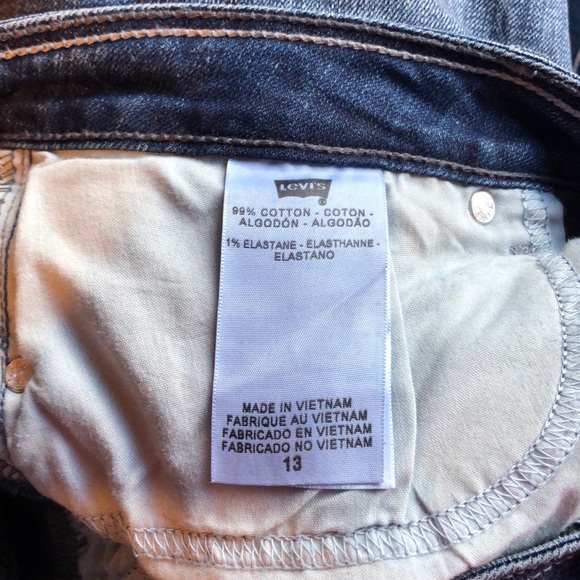 Levi's
®
99% COTTON - COTON -
ALGODÓN - ALGODÃO
1% ELASTANE - ÉLASTHANNE -
ELASTANO
MADE IN VIETNAM
FABRIQUE AU VIETNAM
FABRICADO EN VIETNAM
FABRICADO NO VIETNAM
13